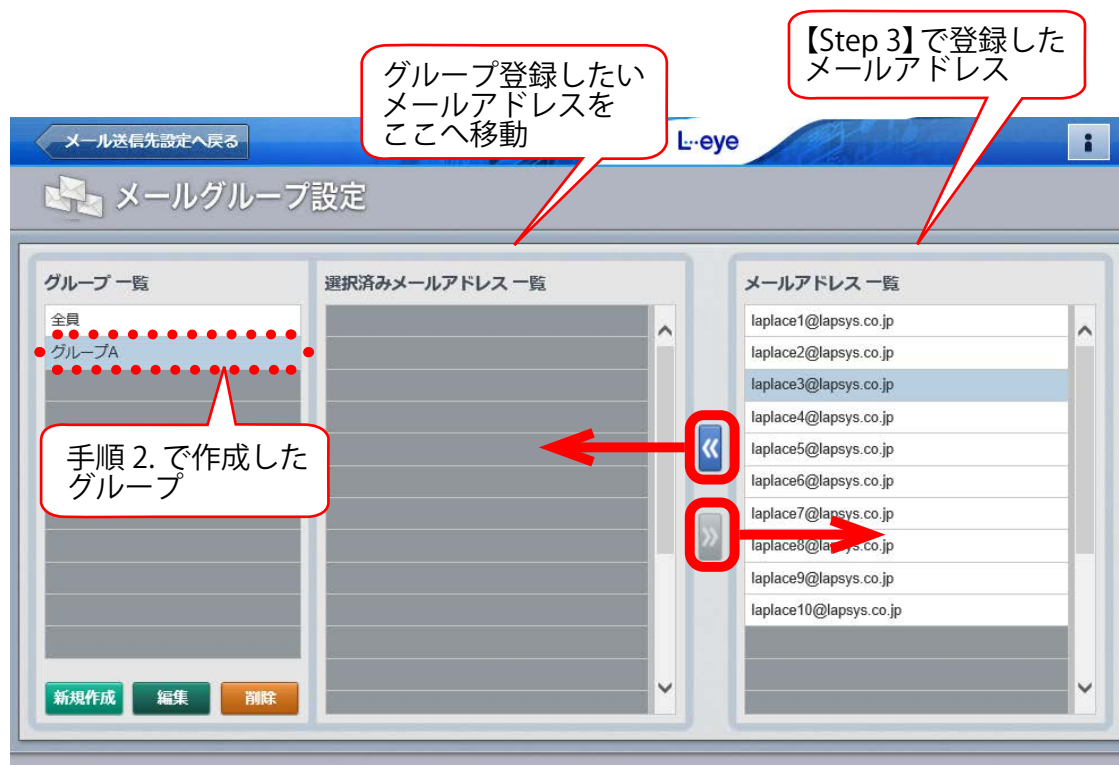 【Step 3】で登録した
メールアドレス
グループ登録したい
メールアドレスを
ここへ移動
メール送信先設定へ戻る
L··eye
i
メールグループ設定
グループ 一覧
選択済みメールアドレス 一覧
メールアドレス 一覧
全員
グループA
手順 2. で作成した
グループ
laplace1@lapsys.co.jp
laplace2@lapsys.co.jp
laplace3@lapsys.co.jp
laplace4@lapsys.co.jp
laplace5@lapsys.co.jp
laplace6@lapsys.co.jp
laplace7@lapsys.co.jp
laplace8@lapsys.co.jp
laplace9@lapsys.co.jp
laplace10@lapsys.co.jp
«
»
新規作成
編集
削除